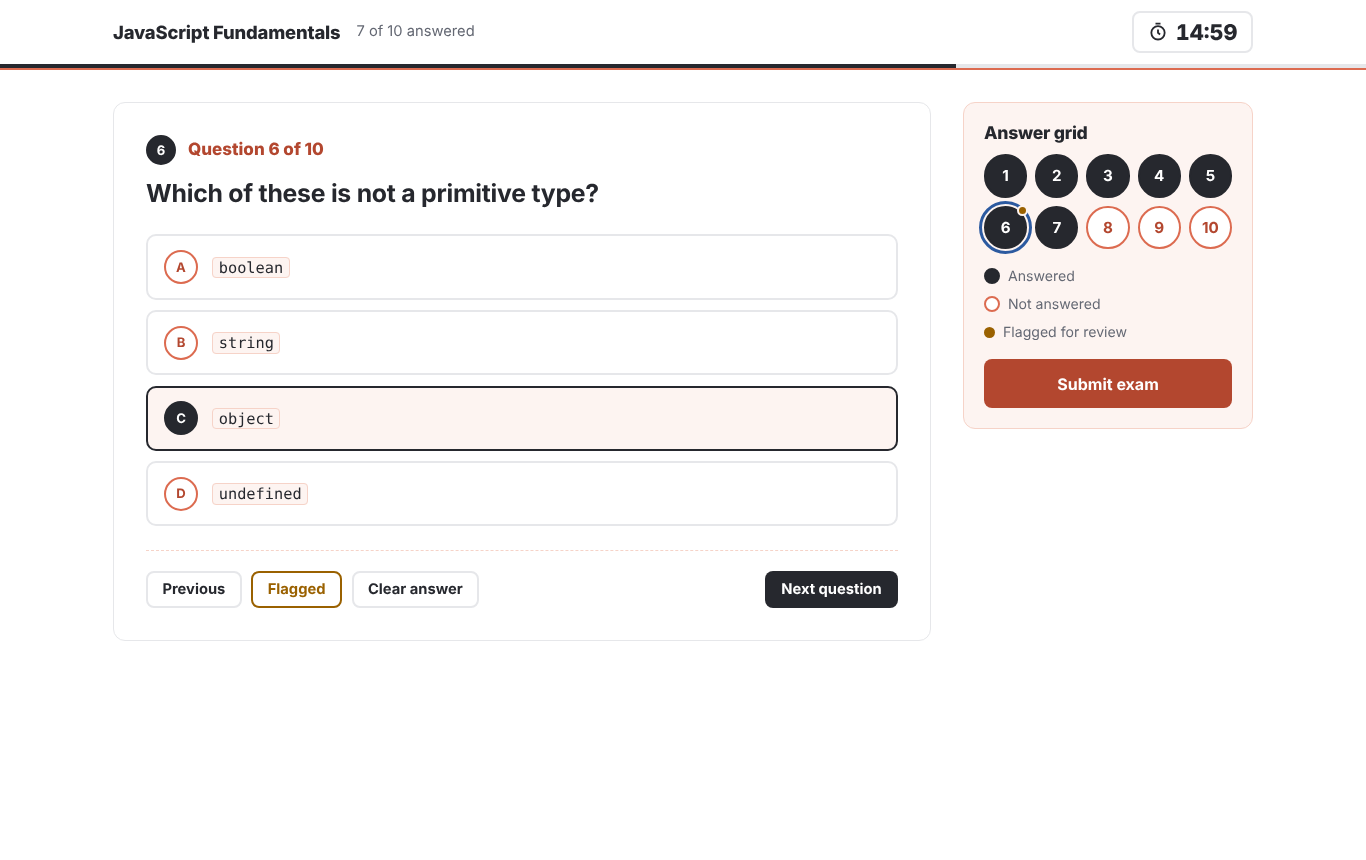 JavaScript Fundamentals
7 of 10 answered
14:59
6
Question 6 of 10
Which of these is not a primitive type?
A
boolean
B
string
C
object
D
undefined
Previous
Flagged
Clear answer
Next question
Answer grid
1 2 3 4 5
6 7 8 9 10
Answered
Not answered
Flagged for review
Submit exam